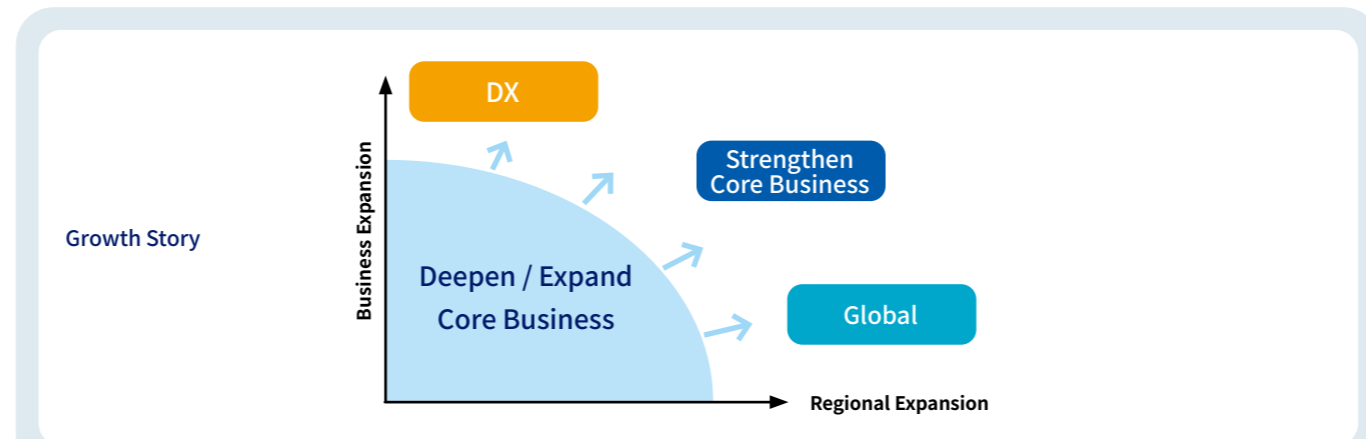 DX
Strengthen
Core Business
Business Expansion
Growth Story
Deepen / Expand
Core Business
Global
Regional Expansion